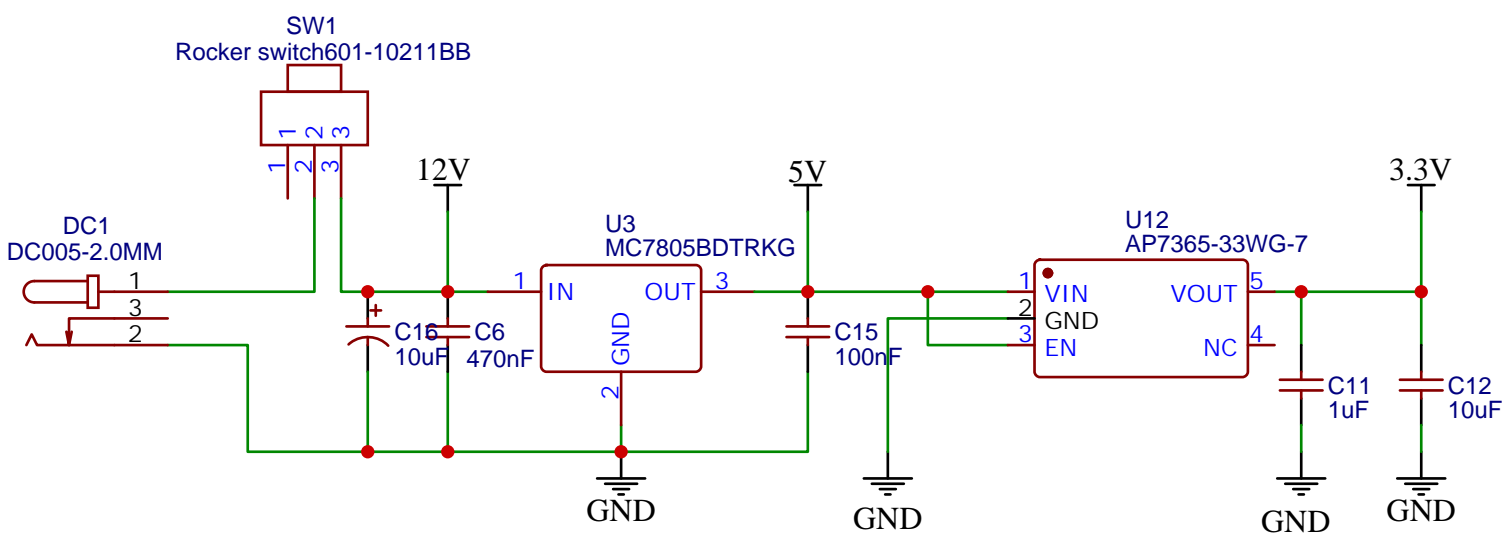 SW1
Rocker switch601-10211BB
1
2
3
1
2
3
12V
5V
3.3V
DC1
DC005-2.0MM
1
3
2
U3
MC7805BDTRKG
1
IN
OUT
3
GND
2
U12
AP7365-33WG-7
1
VIN
2
GND
3
EN
VOUT
5
NC
4
+
C16
10uF
C6
470nF
C15
100nF
C11
1uF
C12
10uF
GND
GND
GND
GND